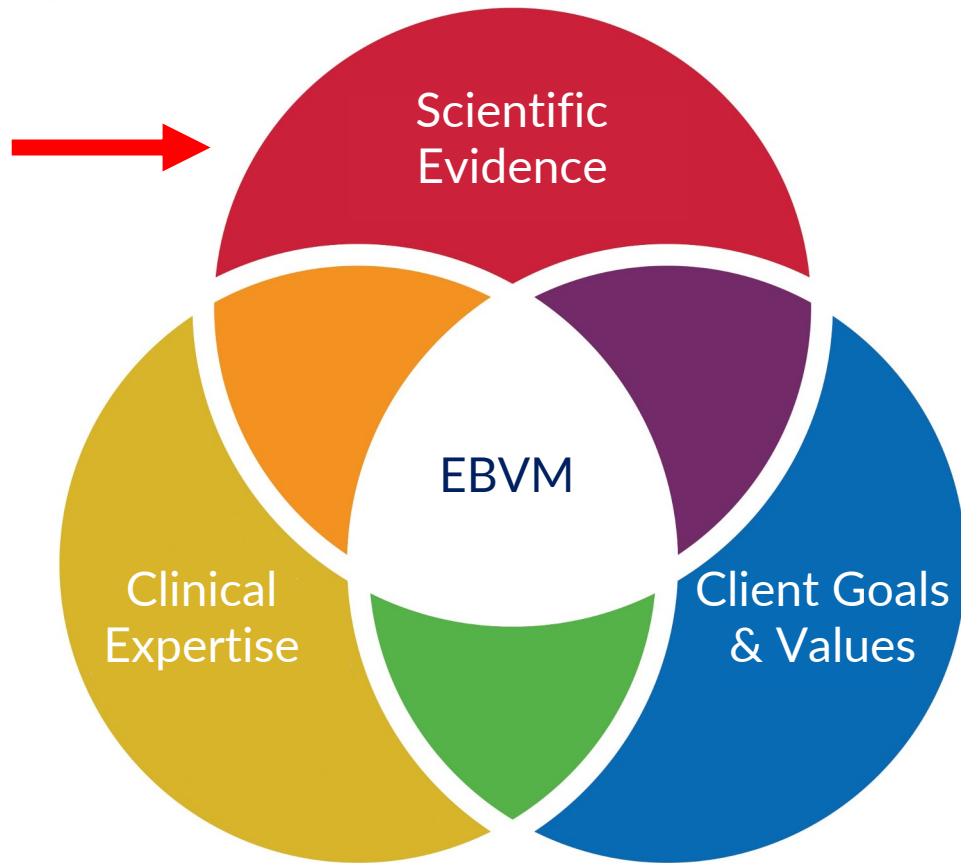 Scientific
Evidence
EBVM
Clinical
Expertise
Client Goals
& Values